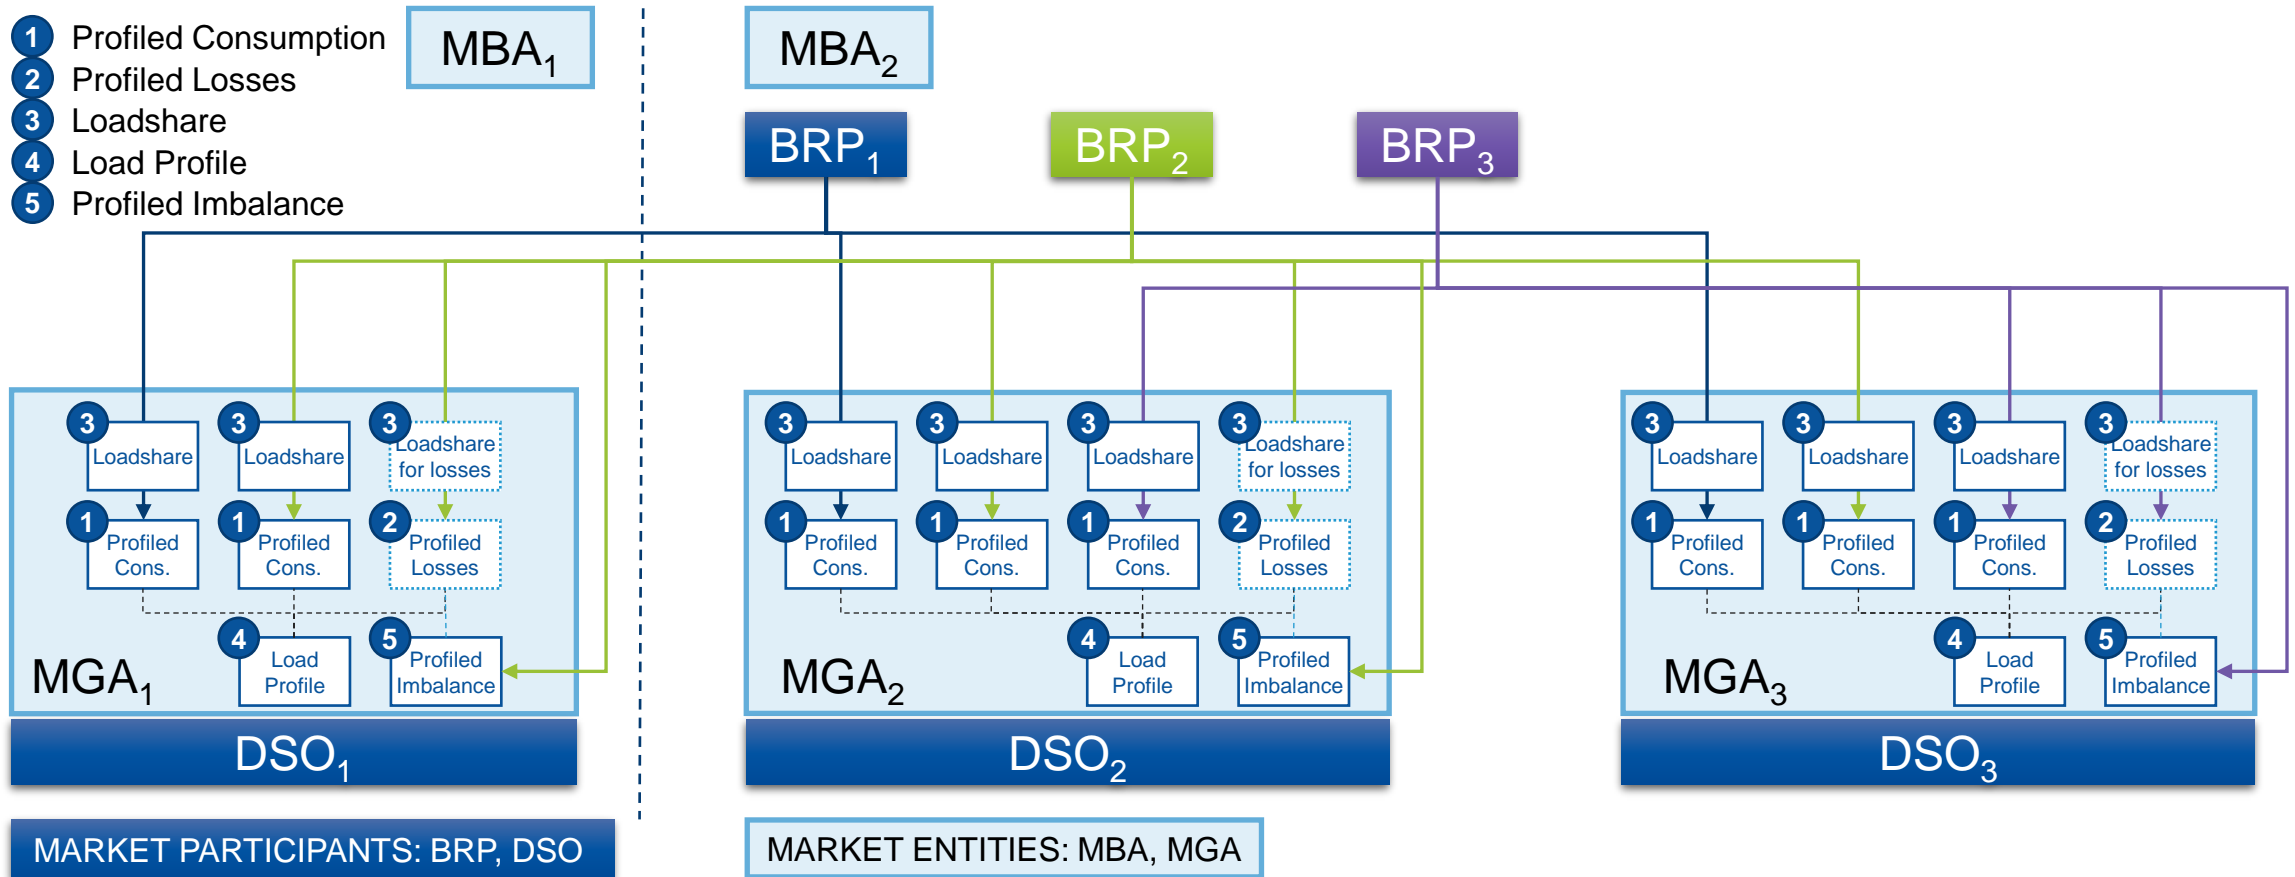 1 Profiled Consumption
2 Profiled Losses
3 Loadshare
4 Load Profile
5 Profiled Imbalance
MBA1
MBA2
BRP1
BRP2
BRP3
3 Loadshare
3 Loadshare
3 Loadshare
for losses
1 Profiled
Cons.
1 Profiled
Cons.
2 Profiled
Losses
4 Load
Profile
5 Profiled
Imbalance
MGA1
DSO1
3 Loadshare
3 Loadshare
3 Loadshare
3 Loadshare
for losses
1 Profiled
Cons.
1 Profiled
Cons.
1 Profiled
Cons.
2 Profiled
Losses
4 Load
Profile
5 Profiled
Imbalance
MGA2
DSO2
3 Loadshare
3 Loadshare
3 Loadshare
3 Loadshare
for losses
1 Profiled
Cons.
1 Profiled
Cons.
1 Profiled
Cons.
2 Profiled
Losses
4 Load
Profile
5 Profiled
Imbalance
MGA3
DSO3
MARKET PARTICIPANTS: BRP, DSO
MARKET ENTITIES: MBA, MGA